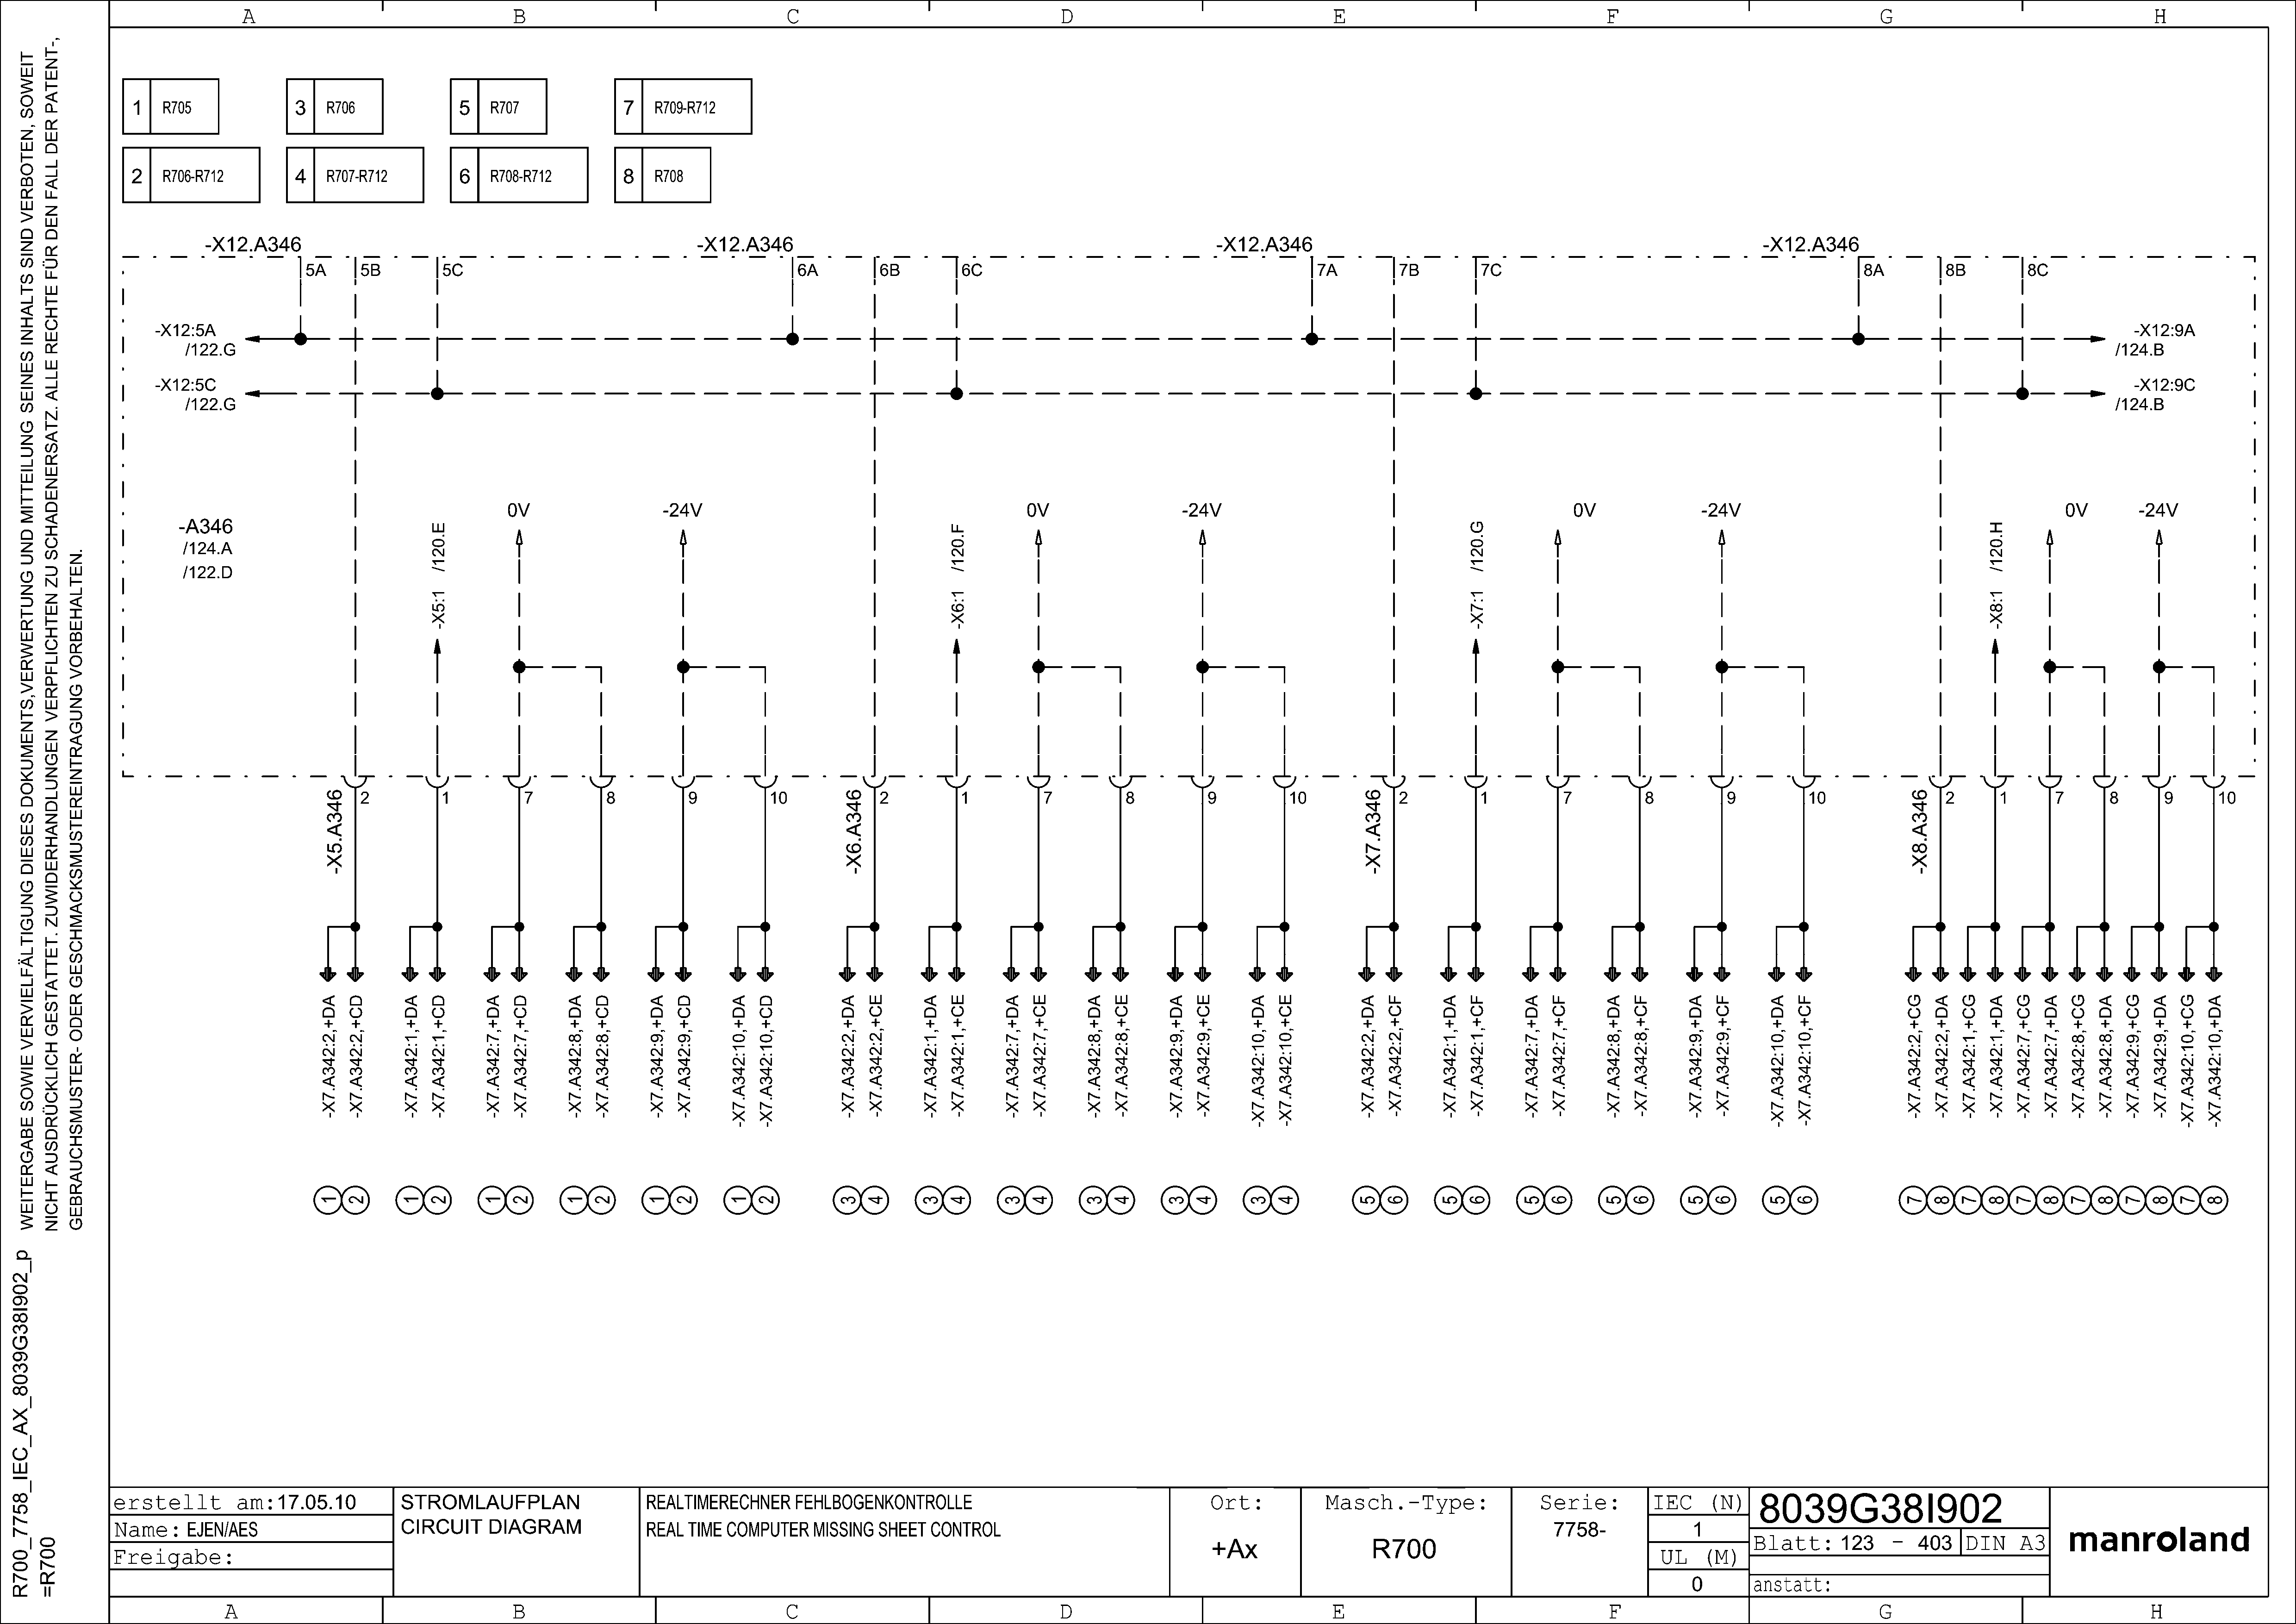 A B C D E F G H
1 R705
3 R706
5 R707
7 R709-R712
2 R706-R712
4 R707-R712
6 R708-R712
8 R708
-X12.A346 -X12.A346 -X12.A346 -X12.A346
5A 5B 5C 6A 6B 6C 7A 7B 7C 8A 8B 8C
-X12:5A
/122.G
-X12:9A
/124.B
-X12:5C
/122.G
-X12:9C
/124.B
-A346
/124.A
/122.D
-X5:1 /120.E
0V
-24V
-X6:1 /120.F
0V
-24V
-X7:1 /120.G
0V
-24V
-X8:1 /120.H
0V
-24V
-X5.A346
2 1 7 8 9 10
-X6.A346
2 1 7 8 9 10
-X7.A346
2 1 7 8 9 10
-X8.A346
2 1 7 8 9 10
-X7.A342:2,+DA
-X7.A342:2,+CD
-X7.A342:1,+DA
-X7.A342:1,+CD
-X7.A342:7,+DA
-X7.A342:7,+CD
-X7.A342:8,+DA
-X7.A342:8,+CD
-X7.A342:9,+DA
-X7.A342:9,+CD
-X7.A342:10,+DA
-X7.A342:10,+CD
-X7.A342:2,+DA
-X7.A342:2,+CE
-X7.A342:1,+DA
-X7.A342:1,+CE
-X7.A342:7,+DA
-X7.A342:7,+CE
-X7.A342:8,+DA
-X7.A342:8,+CE
-X7.A342:9,+DA
-X7.A342:9,+CE
-X7.A342:10,+DA
-X7.A342:10,+CE
-X7.A342:2,+DA
-X7.A342:2,+CF
-X7.A342:1,+DA
-X7.A342:1,+CF
-X7.A342:7,+DA
-X7.A342:7,+CF
-X7.A342:8,+DA
-X7.A342:8,+CF
-X7.A342:9,+DA
-X7.A342:9,+CF
-X7.A342:10,+DA
-X7.A342:10,+CF
-X7.A342:2,+CG
-X7.A342:2,+DA
-X7.A342:1,+CG
-X7.A342:1,+DA
-X7.A342:7,+CG
-X7.A342:7,+DA
-X7.A342:8,+CG
-X7.A342:8,+DA
-X7.A342:9,+CG
-X7.A342:9,+DA
-X7.A342:10,+CG
-X7.A342:10,+DA
1 2 1 2 1 2 1 2 1 2 1 2 3 4 3 4 3 4 3 4 3 4 3 4 5 6 5 6 5 6 5 6 5 6 5 6 7 8 7 8 7 8 7 8 7 8 7 8
WEITERGABE SOWIE VERVIELFÄLTIGUNG DIESES DOKUMENTS,VERWERTUNG UND MITTEILUNG SEINES INHALTS SIND VERBOTEN, SOWEIT
NICHT AUSDRÜCKLICH GESTATTET. ZUWIDERHANDLUNGEN VERPFLICHTEN ZU SCHADENERSATZ. ALLE RECHTE FÜR DEN FALL DER PATENT-,
GEBRAUCHSMUSTER- ODER GESCHMACKSMUSTEREINTRAGUNG VORBEHALTEN.
R700_7758_IEC_AX_8039G38I902_p
=R700
erstellt am:17.05.10
Name: EJEN/AES
Freigabe:
STROMLAUFPLAN
CIRCUIT DIAGRAM
REALTIMERECHNER FEHLBOGENKONTROLLE
REAL TIME COMPUTER MISSING SHEET CONTROL
Ort:
+Ax
Masch.-Type:
R700
Serie:
7758-
IEC (N)
1
UL (M)
0
8039G38I902
Blatt: 123 - 403 DIN A3
anstatt:
manroland
A B C D E F G H